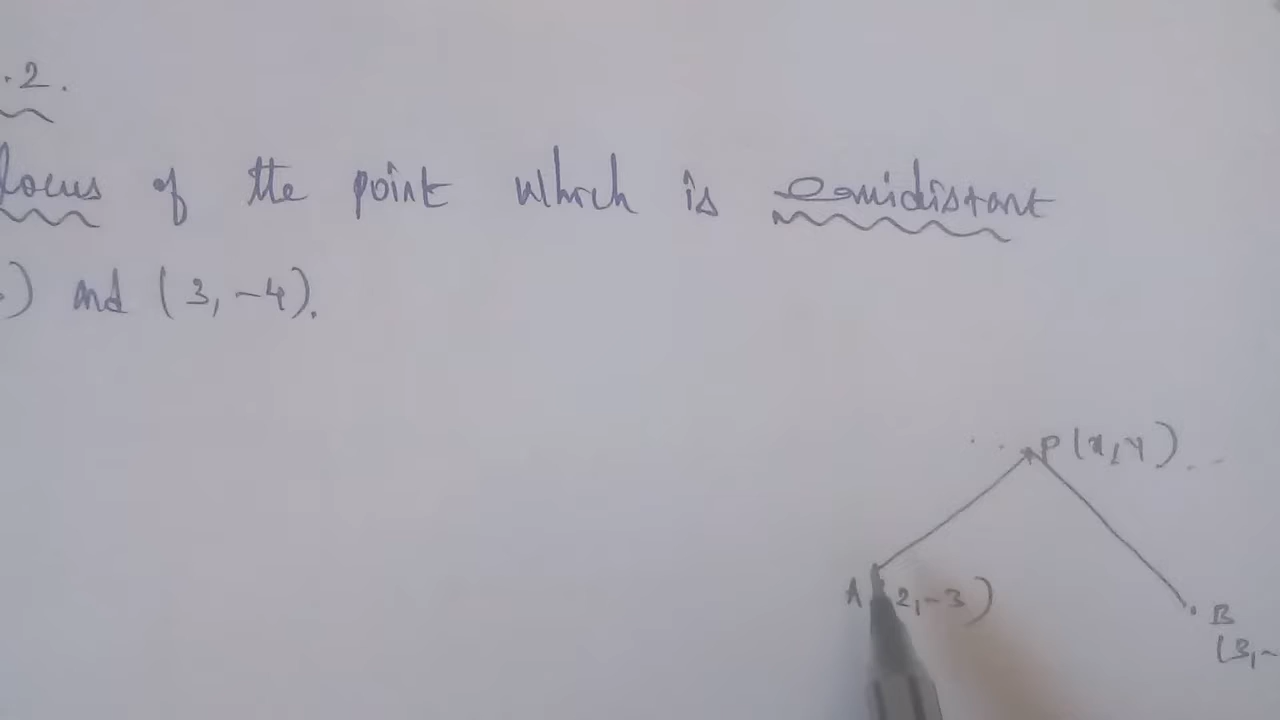 .2.
locus of the point which is equidistant
) and (3,-4).
P(x,y)
A (2,-3)
B
(3,-